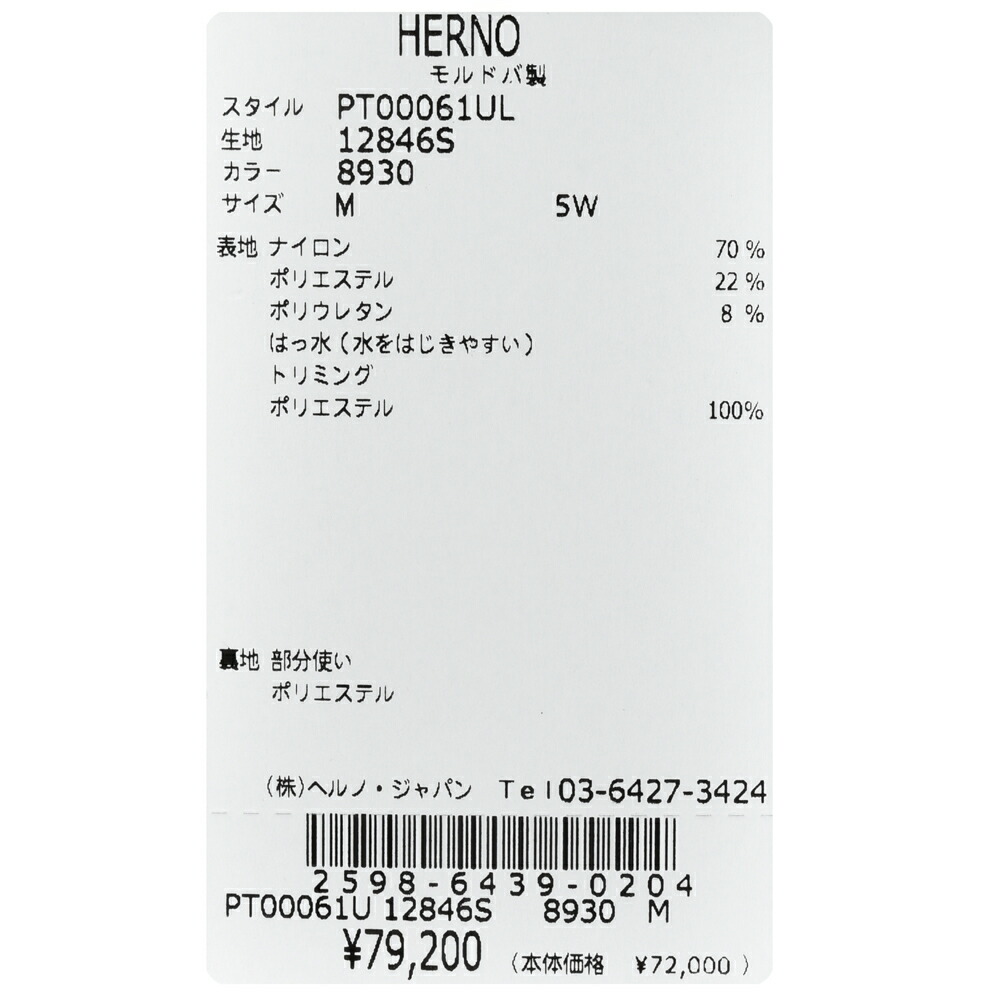 HERNO
モルドバ製
スタイル PT00061UL
生地 12846S
カラー 8930
サイズ M 5W
表地 ナイロン 70%
ポリエステル 22%
ポリウレタン 8 %
はっ水(水をはじきやすい)
トリミング
ポリエステル 100%
裏地 部分使い
ポリエステル
(株)ヘルノ・ジャパン Tel03-6427-3424
2598-6439-0204
PT00061U 12846S 8930 M
¥79,200 (本体価格 ¥72,000)